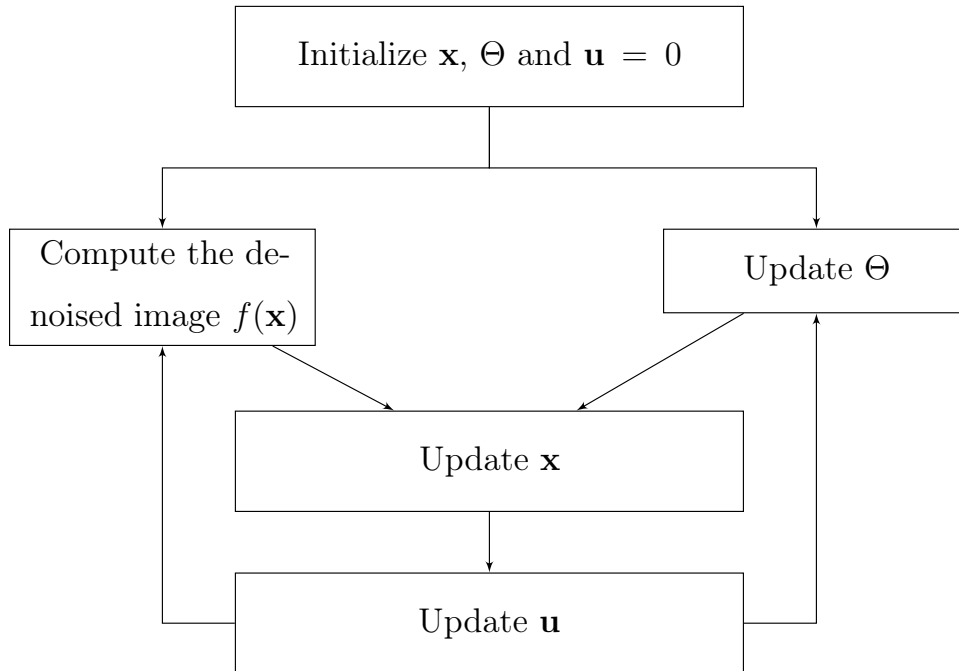 Initialize x, Θ and u = 0
Compute the de-
noised image f(x)
Update Θ
Update x
Update u